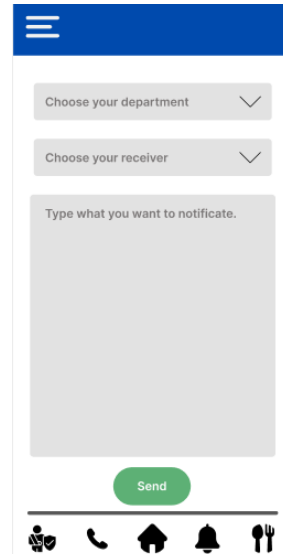 Choose your department
Choose your receiver
Type what you want to notificate.
Send